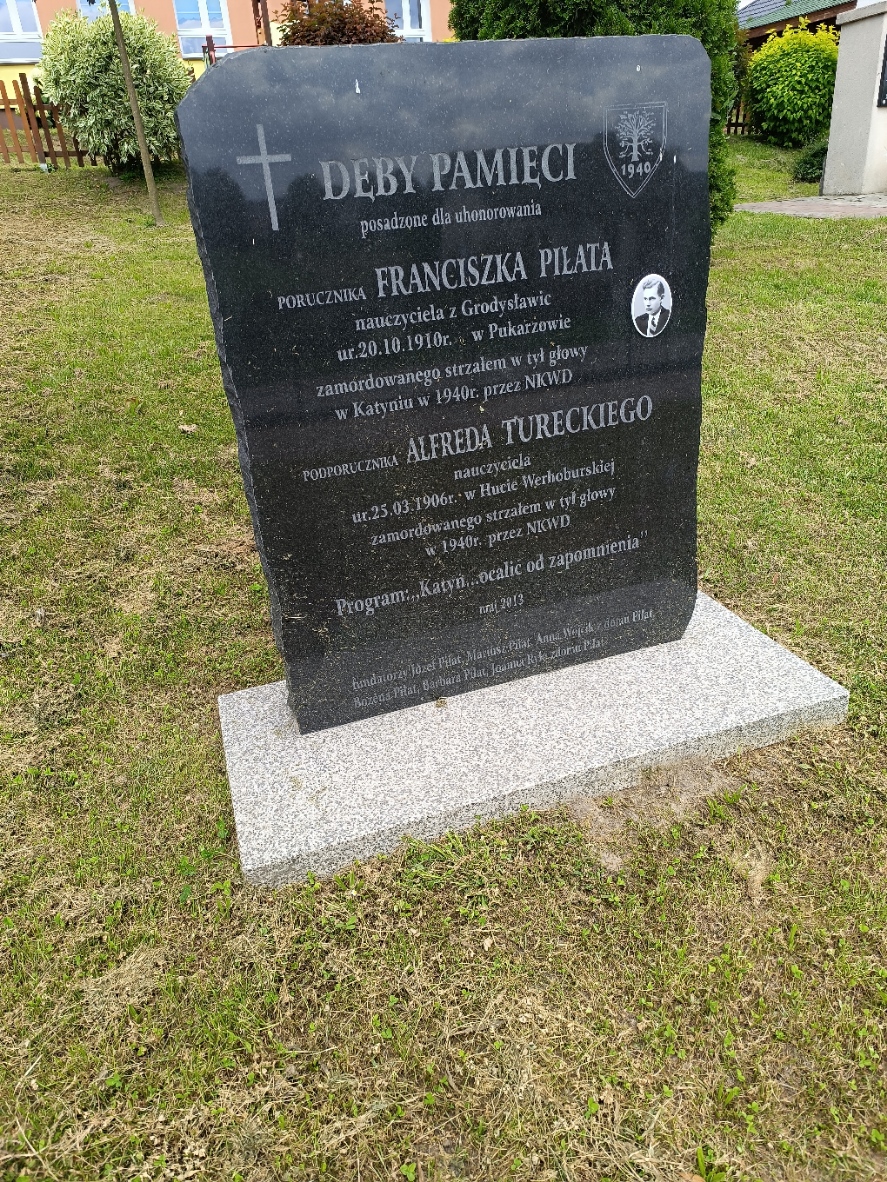 DĘBY PAMIĘCI
1940
posadzone dla uhonorowania
PORUCZNIKA FRANCISZKA PIŁATA
nauczyciela z Grodysławic
ur.20.10.1910r. w Pukarzowie
zamordowanego strzałem w tył głowy
w Katyniu w 1940r. przez NKWD
PODPORUCZNIKA ALFREDA TURECKIEGO
nauczyciela
ur.25.03.1906r. w Hucie Werhoburskiej
zamordowanego strzałem w tył głowy
w 1940r. przez NKWD
Program:,,Katyń...ocalić od zapomnienia"
maj 2013
fundatorzy Józef Piłat, Mariusz Piłat, Anna Wójcik z domu Piłat,
Bożena Piłat, Barbara Piłat, Joanna z domu Piłat